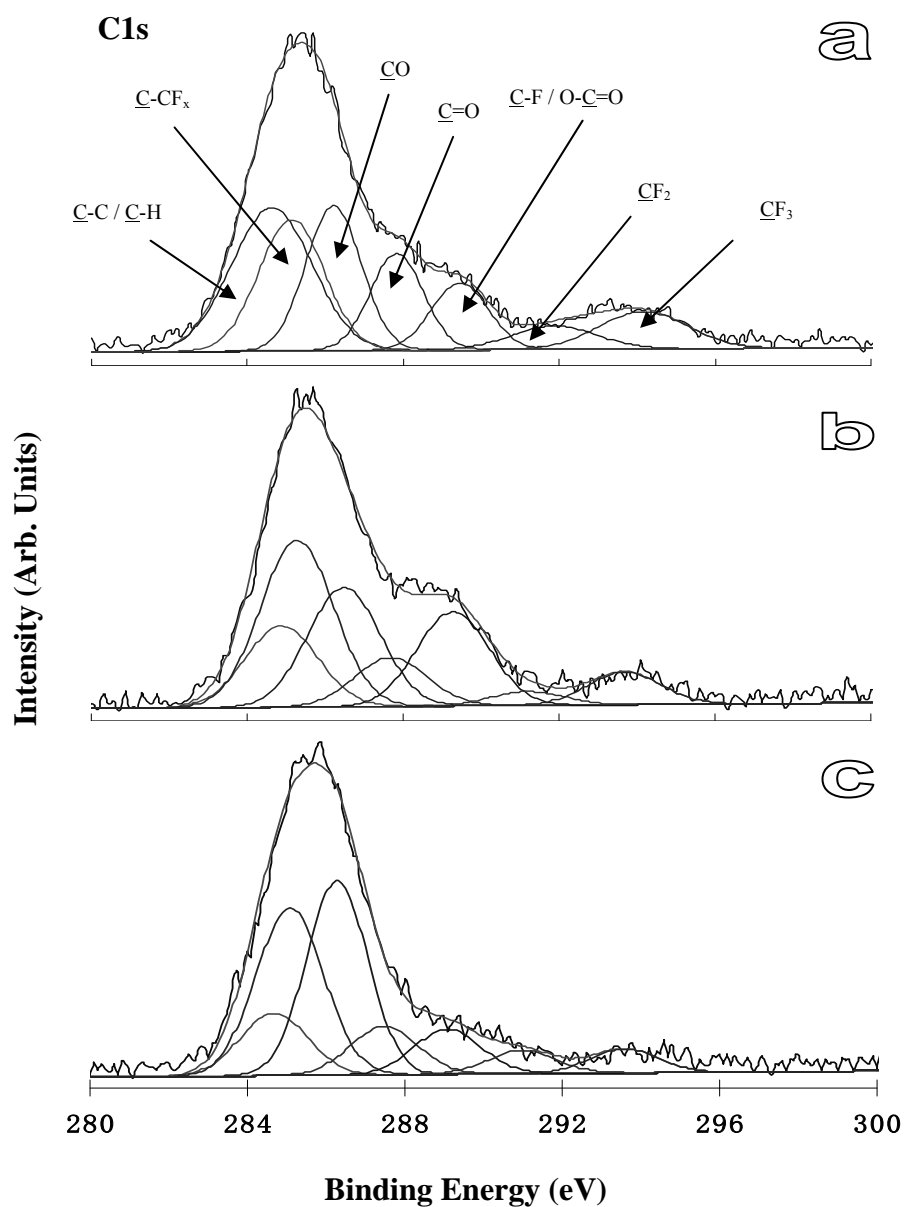 C1s
a
CO
C-CFx
C=O
C-F / O-C=O
C-C / C-H
CF2
CF3
b
Intensity (Arb. Units)
c
280 284 288 292 296 300
Binding Energy (eV)